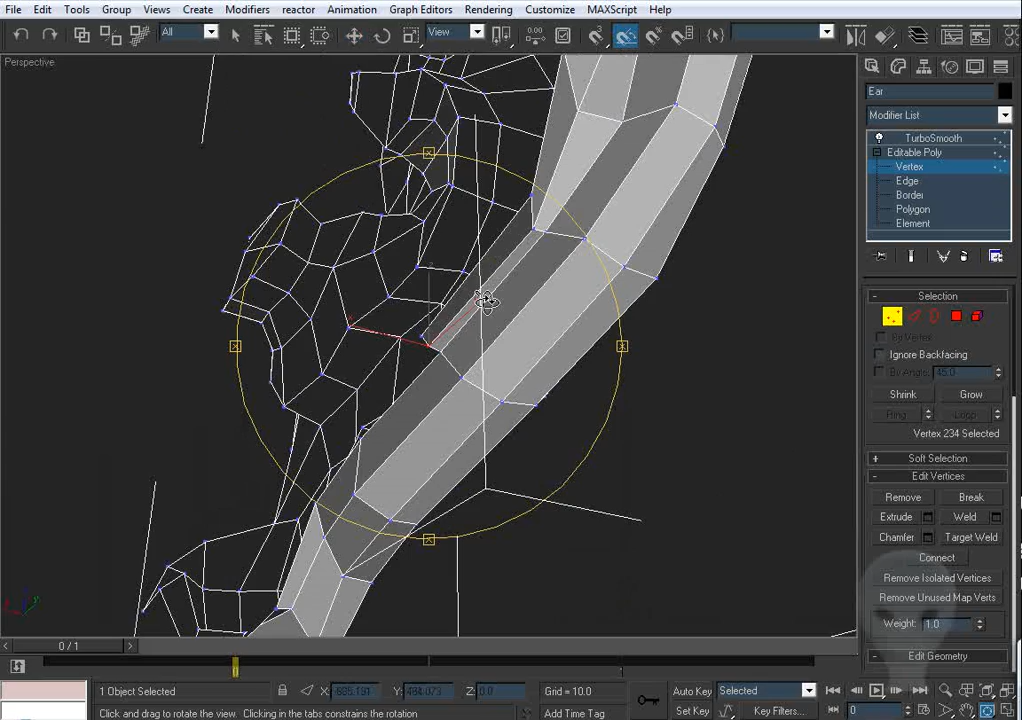 File Edit Tools Group Views Create Modifiers reactor Animation Graph Editors Rendering Customize MAXScript Help
All View
Perspective
Ear
Modifier List
TurboSmooth
Editable Poly
Vertex
Edge
Border
Polygon
Element
Selection
By Vertex
Ignore Backfacing
By Angle: 45.0
Shrink Grow
Ring Loop
Vertex 234 Selected
Soft Selection
Edit Vertices
Remove Break
Extrude Weld
Chamfer Target Weld
Connect
Remove Isolated Vertices
Remove Unused Map Verts
Weight: 1.0
Edit Geometry
0 / 1
1 Object Selected X: Y: Z: 0.0 Grid = 10.0 Auto Key Selected
Click and drag to rotate the view. Clicking in the tabs constrains the rotation Add Time Tag Set Key Key Filters... 0